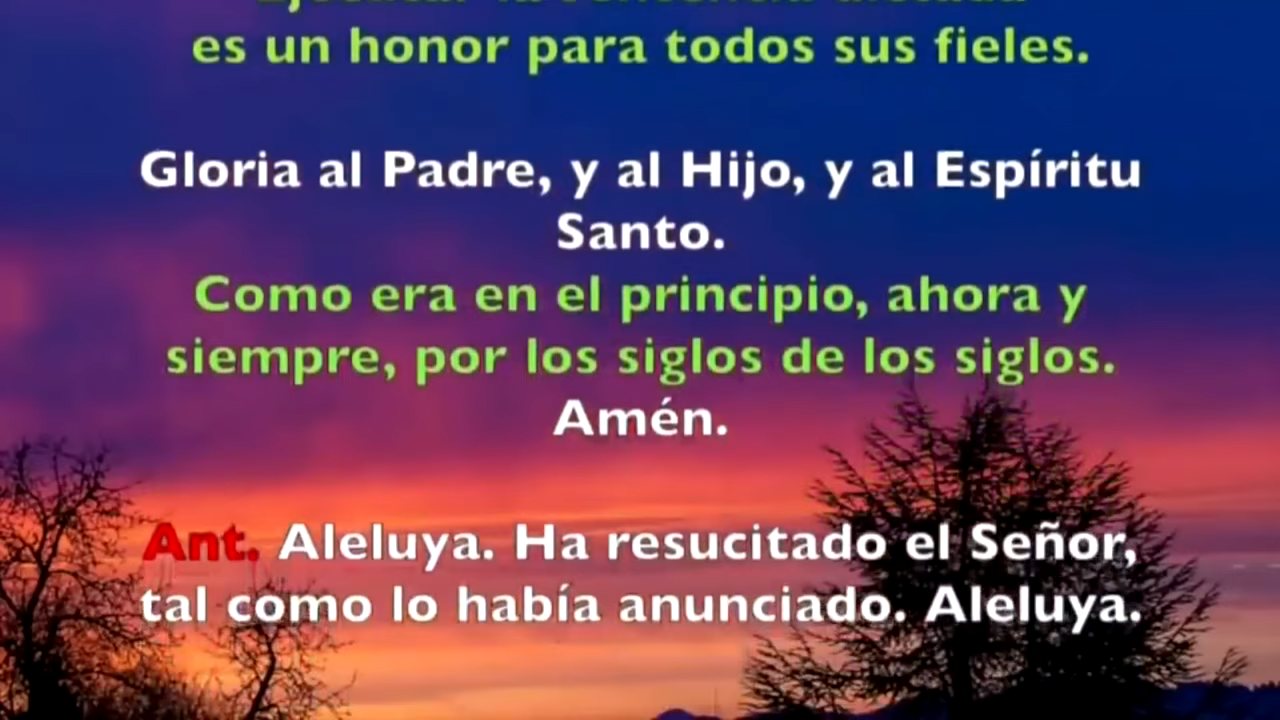 es un honor para todos sus fieles.
Gloria al Padre, y al Hijo, y al Espíritu
Santo.
Como era en el principio, ahora y
siempre, por los siglos de los siglos.
Amén.
Ant. Aleluya. Ha resucitado el Señor,
tal como lo había anunciado. Aleluya.